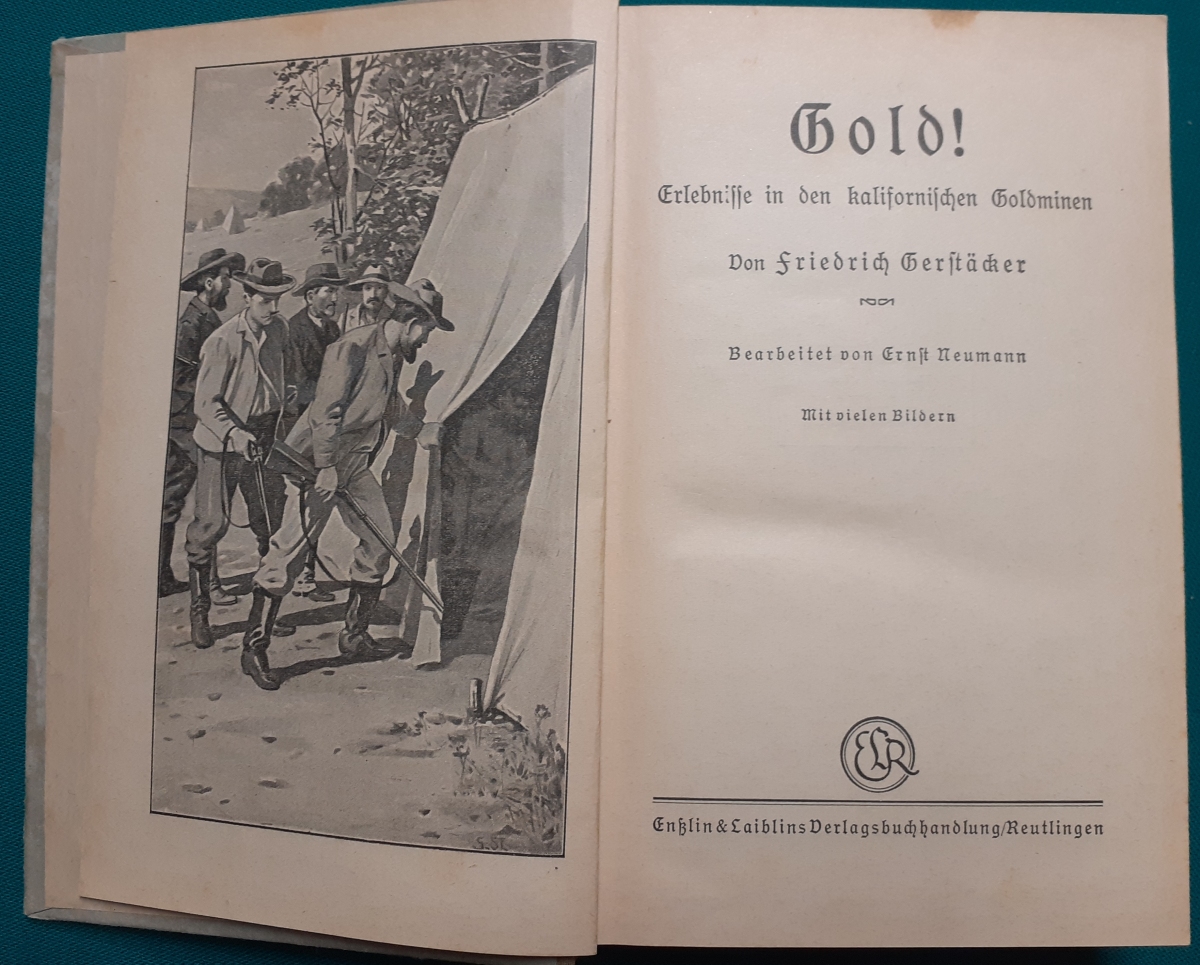 G. St.
Gold!
Erlebnisse in den kalifornischen Goldminen
Von Friedrich Gerstäcker
Bearbeitet von Ernst Neumann
Mit vielen Bildern
ELR
Enßlin & Laiblins Verlagsbuchhandlung/Reutlingen